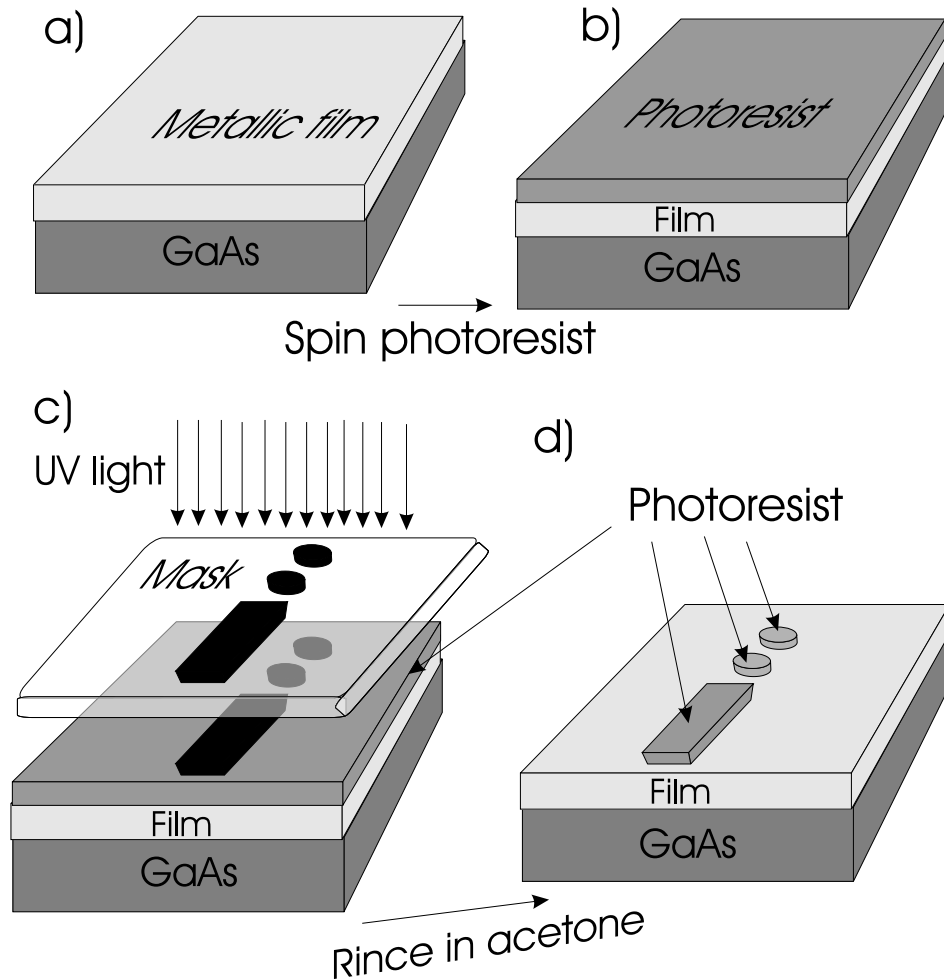 a)
Metallic film
GaAs
b)
Photoresist
Film
GaAs
Spin photoresist
c)
UV light
Mask
Film
GaAs
d)
Photoresist
Film
GaAs
Rince in acetone